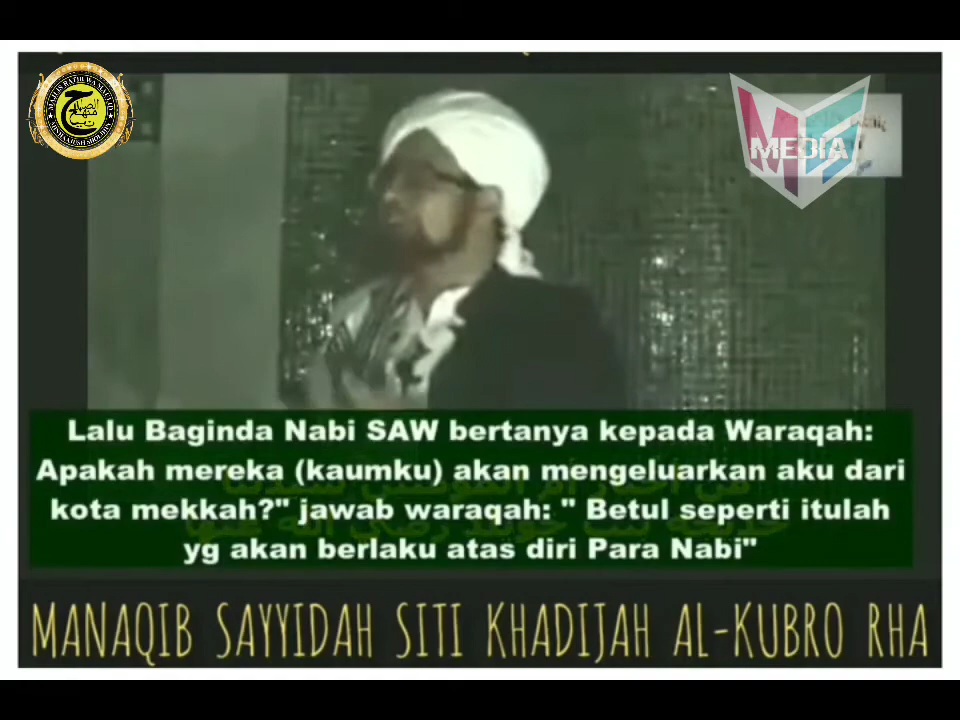 MEDIA
Lalu Baginda Nabi SAW bertanya kepada Waraqah:
Apakah mereka (kaumku) akan mengeluarkan aku dari
kota mekkah?" jawab waraqah: " Betul seperti itulah
yg akan berlaku atas diri Para Nabi"
MANAQIB SAYYIDAH SITI KHADIJAH AL-KUBRO RHA